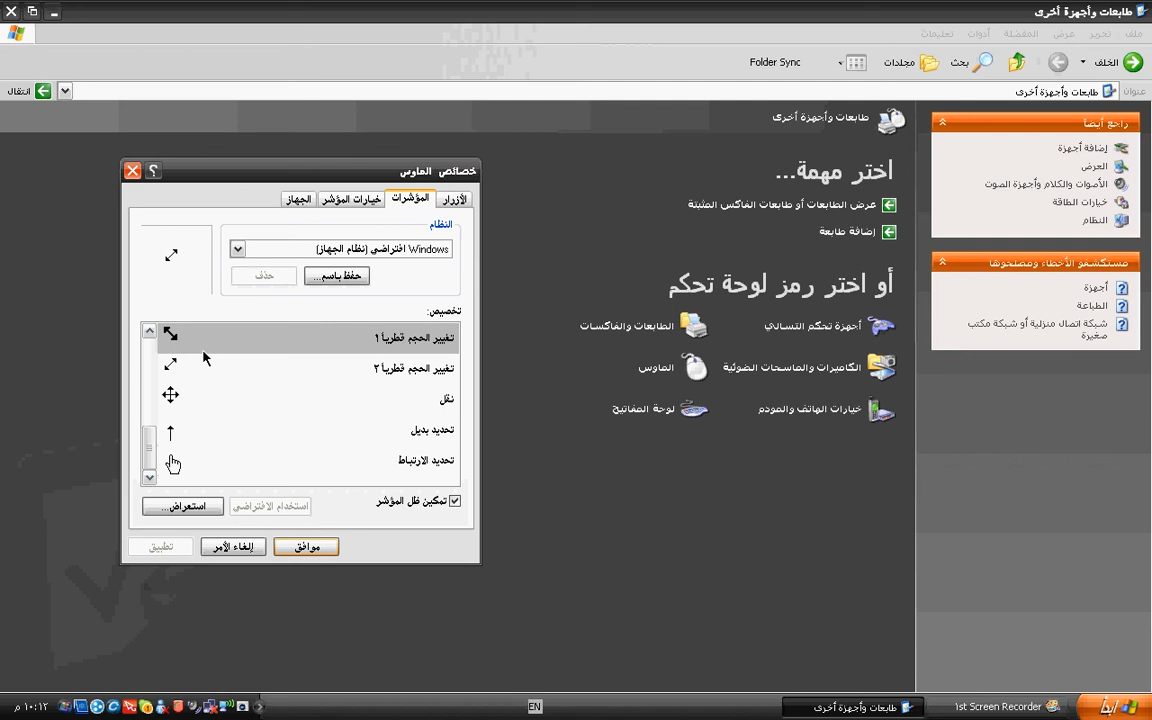 طابعات وأجهزة أخرى
ملف تحرير عرض المفضلة أدوات تعليمات
الخلف بحث مجلدات Folder Sync
عنوان طابعات وأجهزة أخرى انتقال
راجع أيضاً
إضافة أجهزة
العرض
الأصوات والكلام وأجهزة الصوت
خيارات الطاقة
النظام
مستكشفو الأخطاء ومصلحوها
أجهزة
الطباعة
شبكة اتصال منزلية أو شبكة مكتب
صغيرة
طابعات وأجهزة أخرى
اختر مهمة...
عرض الطابعات أو طابعات الفاكس المثبتة
إضافة طابعة
أو اختر رمز لوحة تحكم
أجهزة تحكم التسالي
الطابعات والفاكسات
الكاميرات والماسحات الضوئية
الماوس
خيارات الهاتف والمودم
لوحة المفاتيح
خصائص الماوس
الأزرار المؤشرات خيارات المؤشر الجهاز
النظام
Windows افتراضي (نظام الجهاز)
حفظ باسم... حذف
تخصيص:
تغيير الحجم قطرياً ١
تغيير الحجم قطرياً ٢
نقل
تحديد بديل
تحديد الارتباط
تمكين ظل المؤشر
استخدام الافتراضي استعراض...
موافق إلغاء الأمر تطبيق
ابدأ 1st Screen Recorder طابعات وأجهزة أخرى EN ١٠:١٢ م